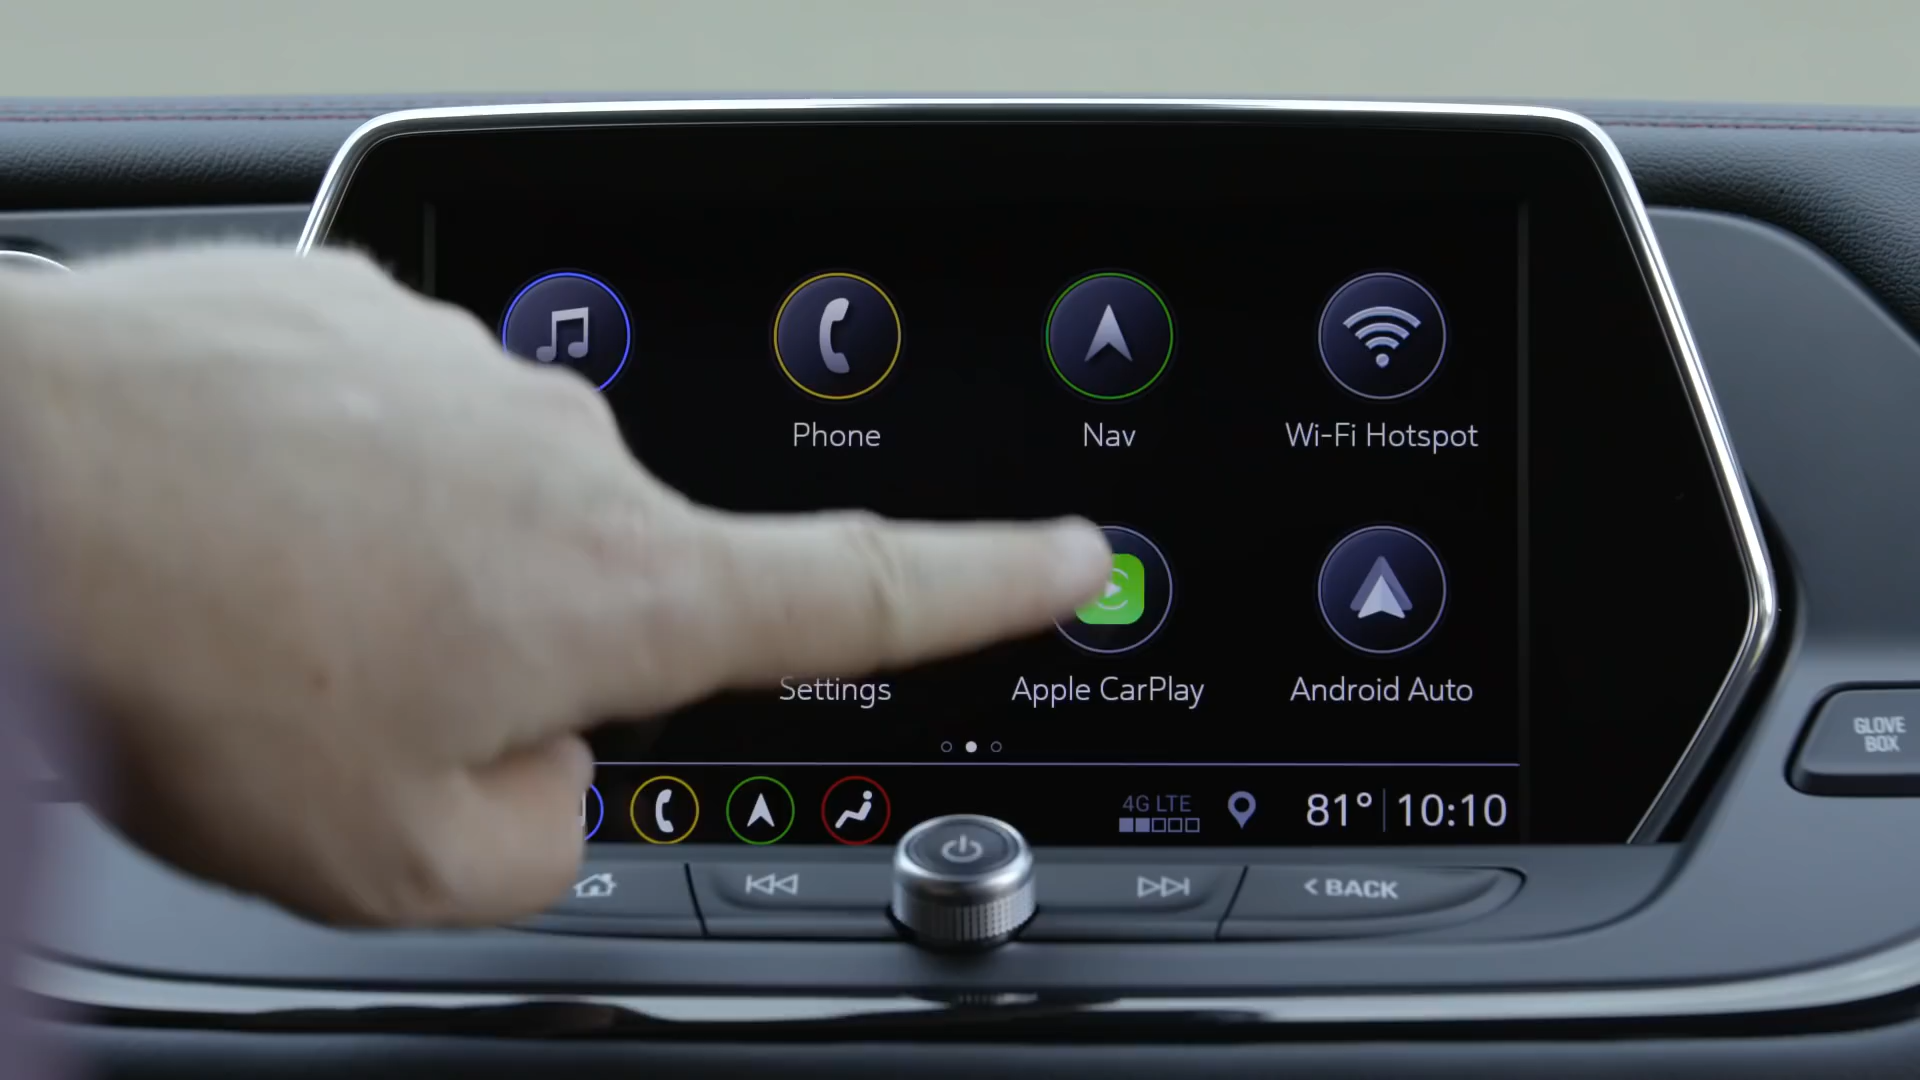 Phone
Nav
Wi-Fi Hotspot
Settings
Apple CarPlay
Android Auto
4G LTE
81° 10:10
< BACK
GLOVE
BOX